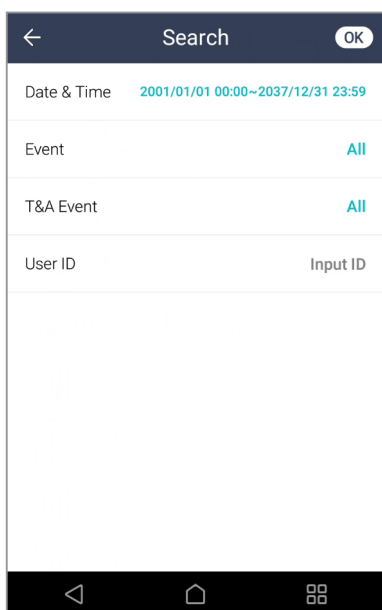 Search OK
Date & Time 2001/01/01 00:00~2037/12/31 23:59
Event All
T&A Event All
User ID Input ID